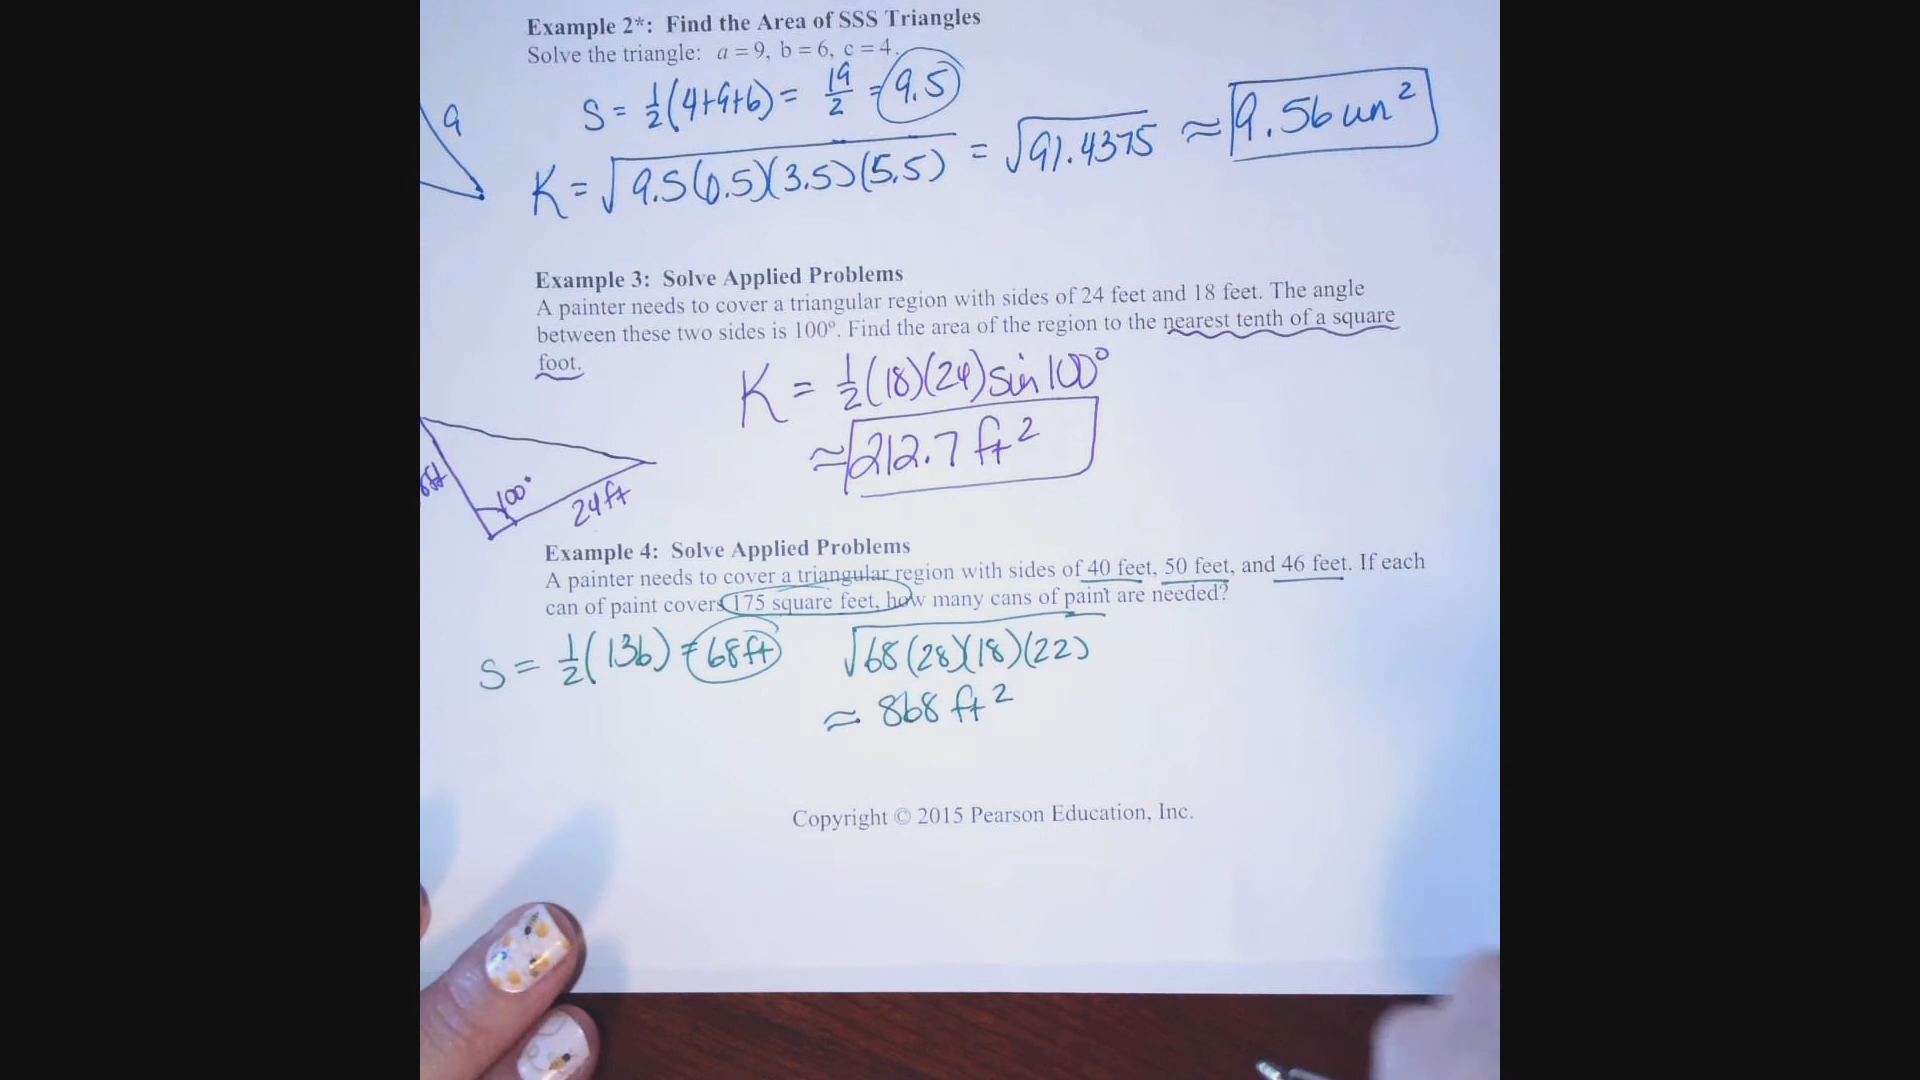 Example 2*: Find the Area of SSS Triangles
Solve the triangle: a = 9, b = 6, c = 4.
S = 1/2(4+9+6) = 19/2 = 9.5
9
K = √9.5(0.5)(3.5)(5.5) = √91.4375 ≈ 9.56 un²
Example 3: Solve Applied Problems
A painter needs to cover a triangular region with sides of 24 feet and 18 feet. The angle
between these two sides is 100°. Find the area of the region to the nearest tenth of a square
foot.
K = 1/2(18)(24) sin 100°
≈ 212.7 ft²
100°
24ft
Example 4: Solve Applied Problems
A painter needs to cover a triangular region with sides of 40 feet, 50 feet, and 46 feet. If each
can of paint covers 175 square feet, how many cans of paint are needed?
S = 1/2(136) = 68ft √68(28)(18)(22)
≈ 868 ft²
Copyright © 2015 Pearson Education, Inc.